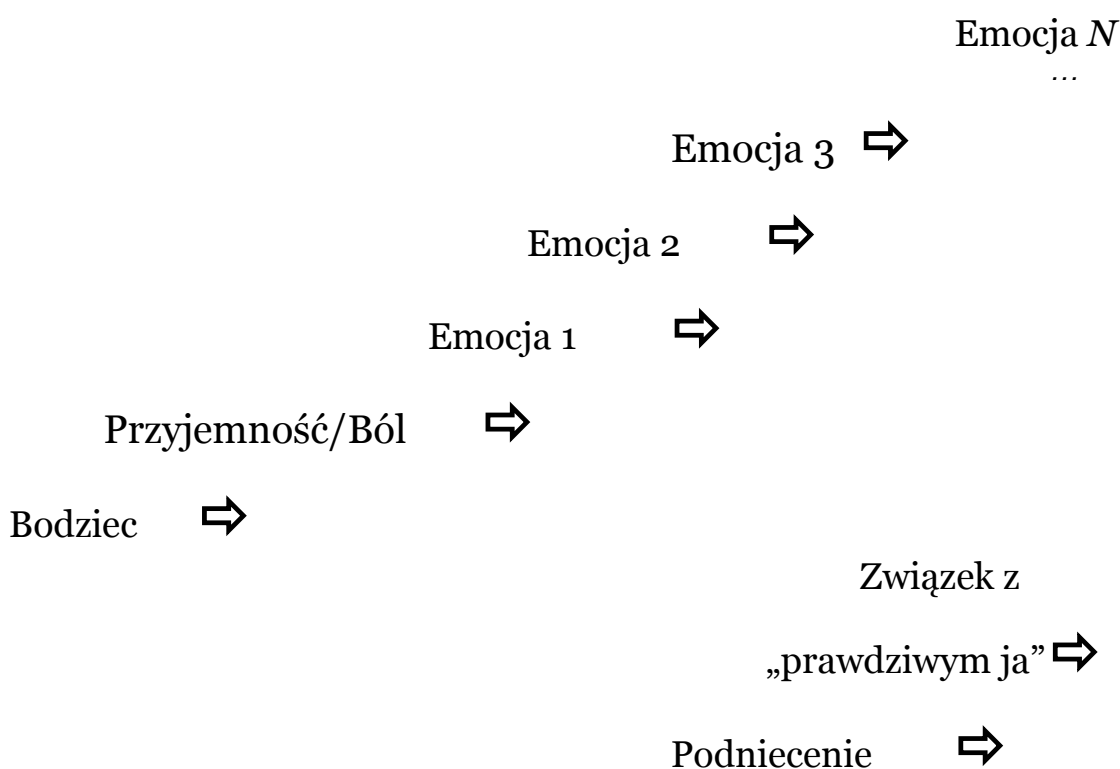 Emocja N
...
Emocja 3 ⇨
Emocja 2 ⇨
Emocja 1 ⇨
Przyjemność/Ból ⇨
Bodziec ⇨
Związek z
„prawdziwym ja” ⇨
Podniecenie ⇨